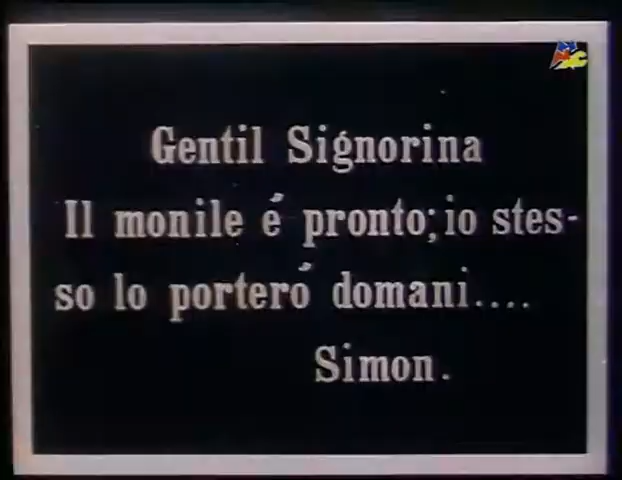 Gentil Signorina
Il monile é pronto; io stes-
so lo porteró domani....
Simon.